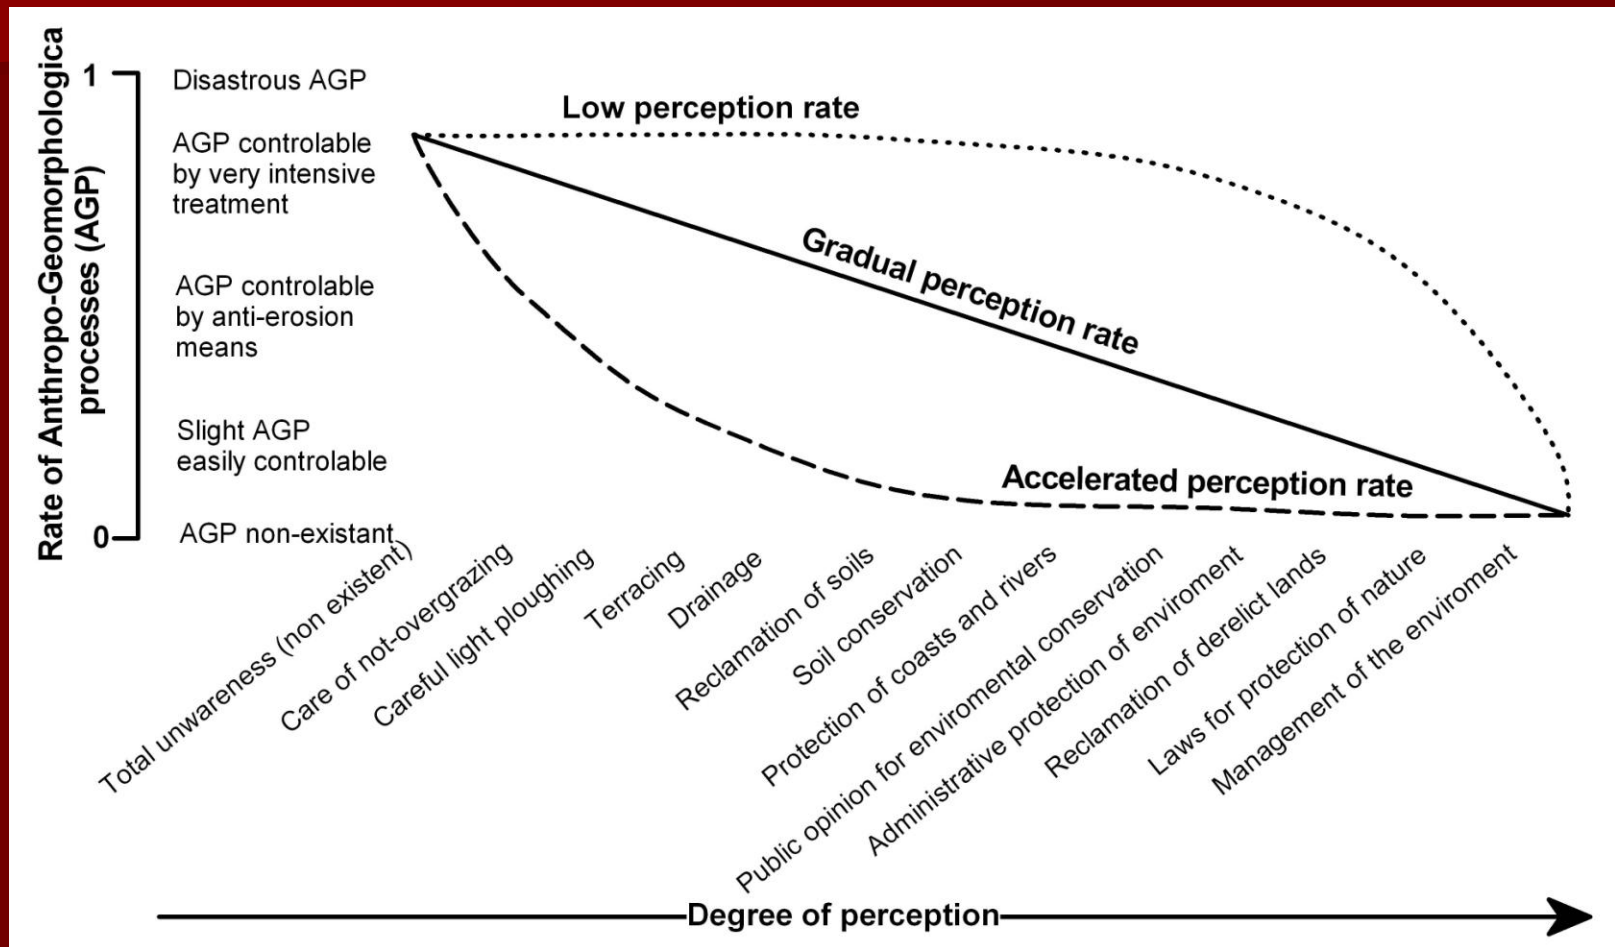 Rate of Anthropo-Geomorphologica
processes (AGP)
1
0
Disastrous AGP
AGP controlable
by very intensive
treatment
AGP controlable
by anti-erosion
means
Slight AGP
easily controlable
AGP non-existant
Low perception rate
Gradual perception rate
Accelerated perception rate
Total unwareness (non existent)
Care of not-overgrazing
Careful light ploughing
Terracing
Drainage
Reclamation of soils
Soil conservation
Protection of coasts and rivers
Public opinion for enviromental conservation
Administrative protection of enviroment
Reclamation of derelict lands
Laws for protection of nature
Management of the enviroment
Degree of perception